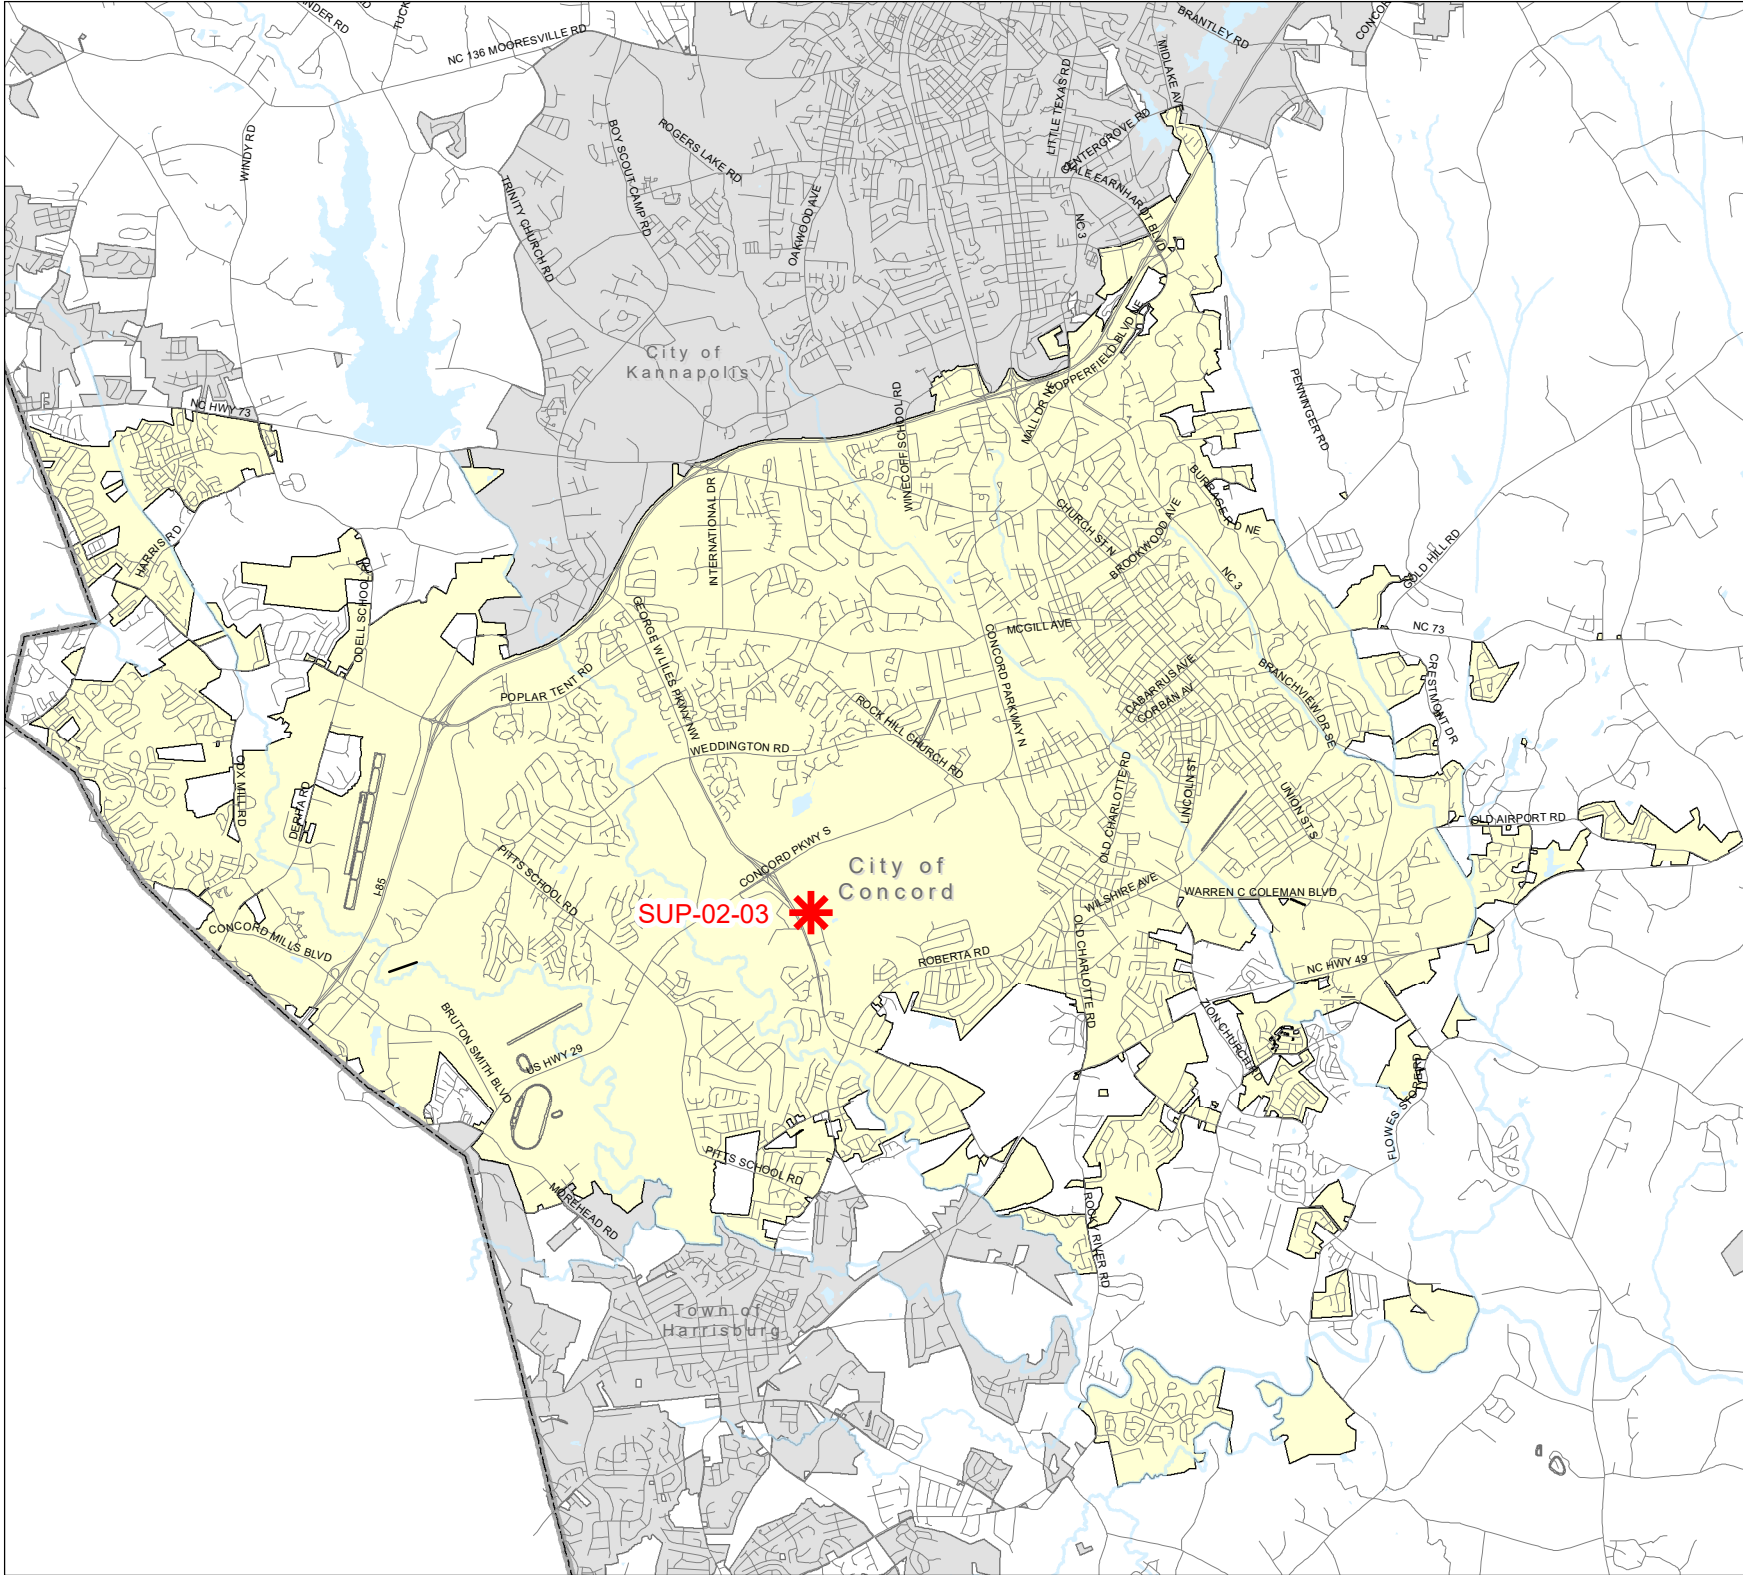 BRANTLEY RD
NC 136 MOORESVILLE RD
MIDLAKE AVE
LITTLE TEXAS RD
WINDY RD
BOY SCOUT CAMP RD
ROGERS LAKE RD
TRINITY CHURCH RD
OAKWOOD AVE
DALE EARNHARDT BLVD
NC 3
City of
Kannapolis
COPPERFIELD BLVD NE
MALL DR NE
PENNINGER RD
NC HWY 73
WINECOFF SCHOOL RD
INTERNATIONAL DR
BURRAGE RD NE
CHURCH ST N
BROOKWOOD AVE
HARRIS RD
ODELL SCHOOL RD
GOLD HILL RD
NC 3
GEORGE W LILES PKWY NW
MCGILL AVE
NC 73
CONCORD PARKWAY N
CRESTMONT DR
POPLAR TENT RD
CABARRUS AVE
CORBAN AV
BRANCHVIEW DR SE
ROCK HILL CHURCH RD
WEDDINGTON RD
COX MILL RD
DERITA RD
OLD CHARLOTTE RD
LINCOLN ST
UNION ST S
OLD AIRPORT RD
CONCORD PKWY S
PITTS SCHOOL RD
I-85
City of
Concord
WILSHIRE AVE
WARREN C COLEMAN BLVD
SUP-02-03
CONCORD MILLS BLVD
ROBERTA RD
OLD CHARLOTTE RD
NC HWY 49
BRUTON SMITH BLVD
US HWY 29
ZION CHURCH RD
FLOWES STORE RD
PITTS SCHOOL RD
MOREHEAD RD
ROCKY RIVER RD
Town of
Harrisburg